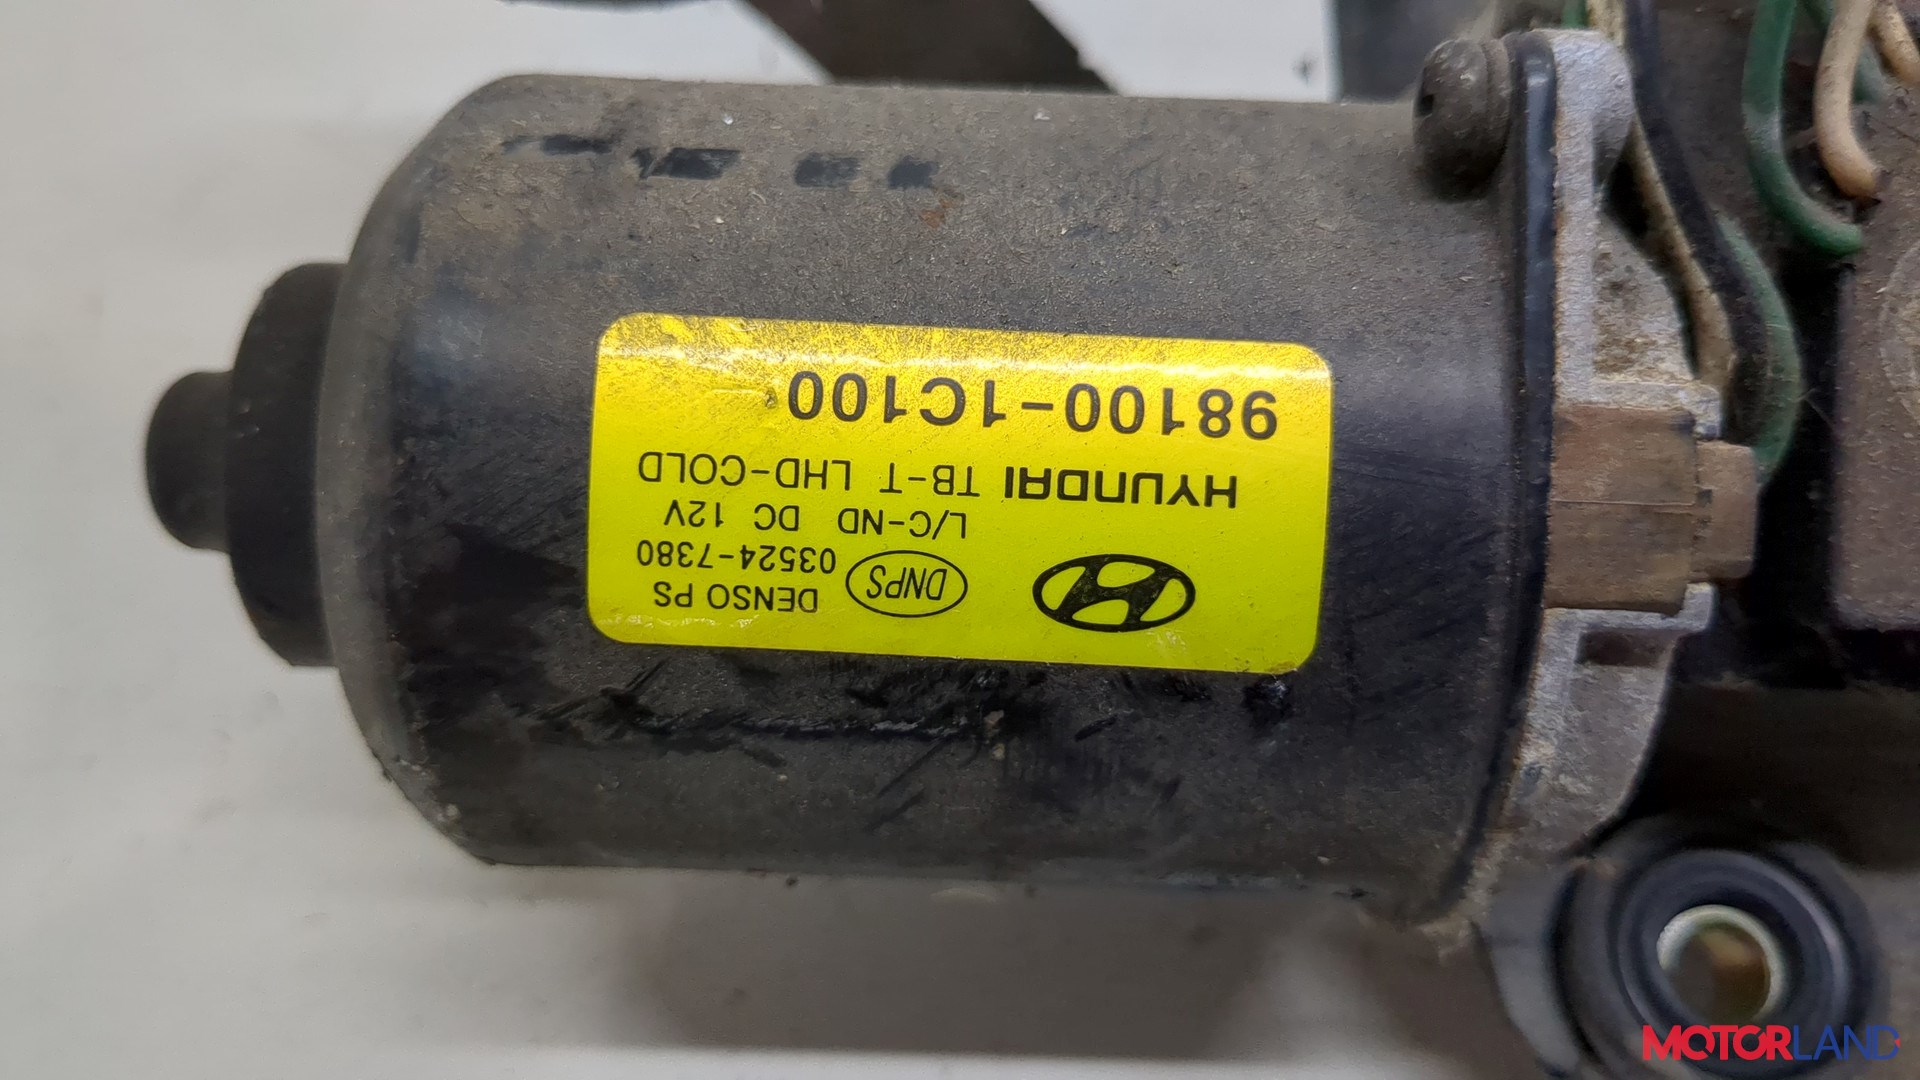 98100-1C100
HYUNDAI TB-T LHD-COLD
L/C-ND DC 12V
DNPS 03524-7380
DENSO PS
MOTORLAND